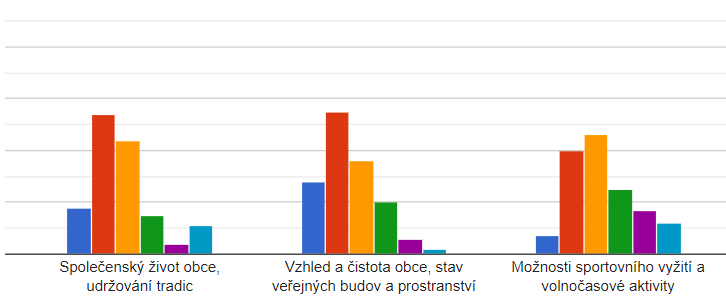 Společenský život obce,
udržování tradic
Vzhled a čistota obce, stav
veřejných budov a prostranství
Možnosti sportovního vyžití a
volnočasové aktivity